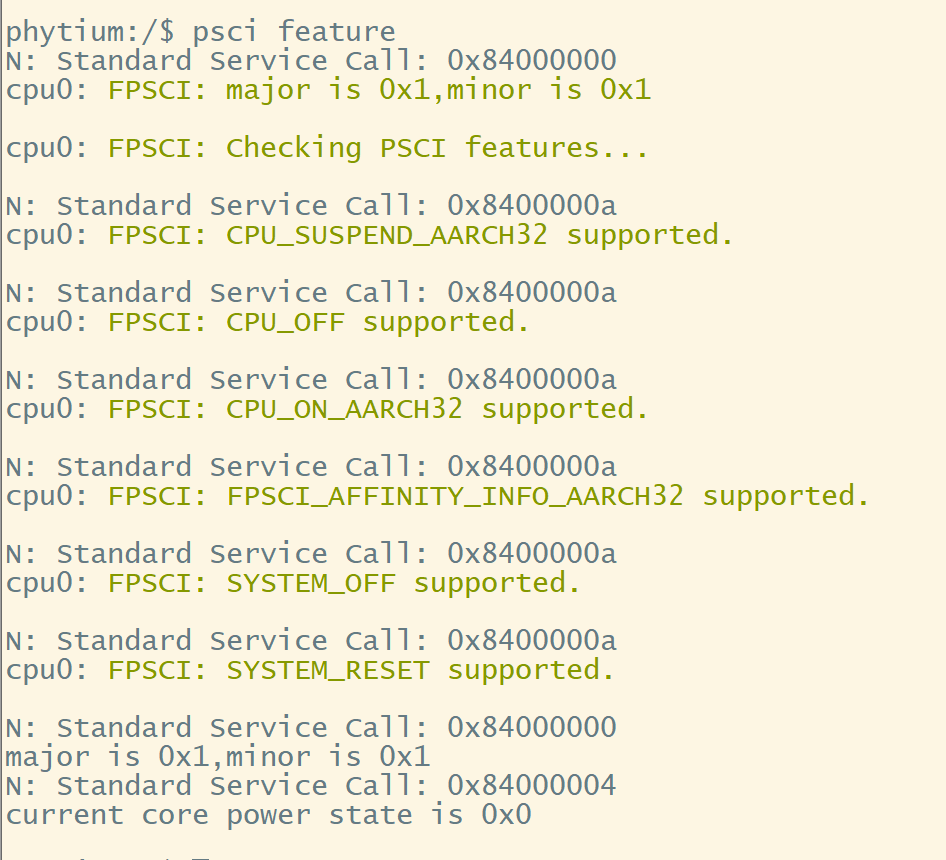 phytium:/$ psci feature
N: Standard Service Call: 0x84000000
cpu0: FPSCI: major is 0x1,minor is 0x1
cpu0: FPSCI: Checking PSCI features...
N: Standard Service Call: 0x8400000a
cpu0: FPSCI: CPU_SUSPEND_AARCH32 supported.
N: Standard Service Call: 0x8400000a
cpu0: FPSCI: CPU_OFF supported.
N: Standard Service Call: 0x8400000a
cpu0: FPSCI: CPU_ON_AARCH32 supported.
N: Standard Service Call: 0x8400000a
cpu0: FPSCI: FPSCI_AFFINITY_INFO_AARCH32 supported.
N: Standard Service Call: 0x8400000a
cpu0: FPSCI: SYSTEM_OFF supported.
N: Standard Service Call: 0x8400000a
cpu0: FPSCI: SYSTEM_RESET supported.
N: Standard Service Call: 0x84000000
major is 0x1,minor is 0x1
N: Standard Service Call: 0x84000004
current core power state is 0x0